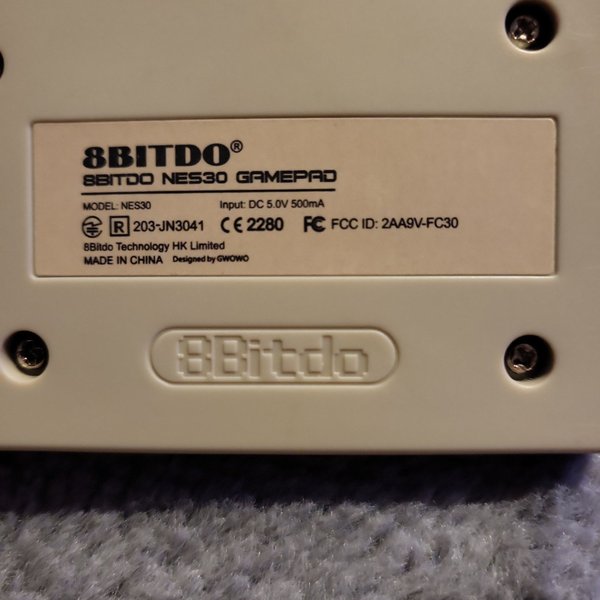 8BITDO®
8BITDO NES30 GAMEPAD
MODEL: NES30 Input: DC 5.0V 500mA
R 203-JN3041 CE 2280 FC FCC ID: 2AA9V-FC30
8Bitdo Technology HK Limited
MADE IN CHINA Designed by GWOWO
8Bitdo